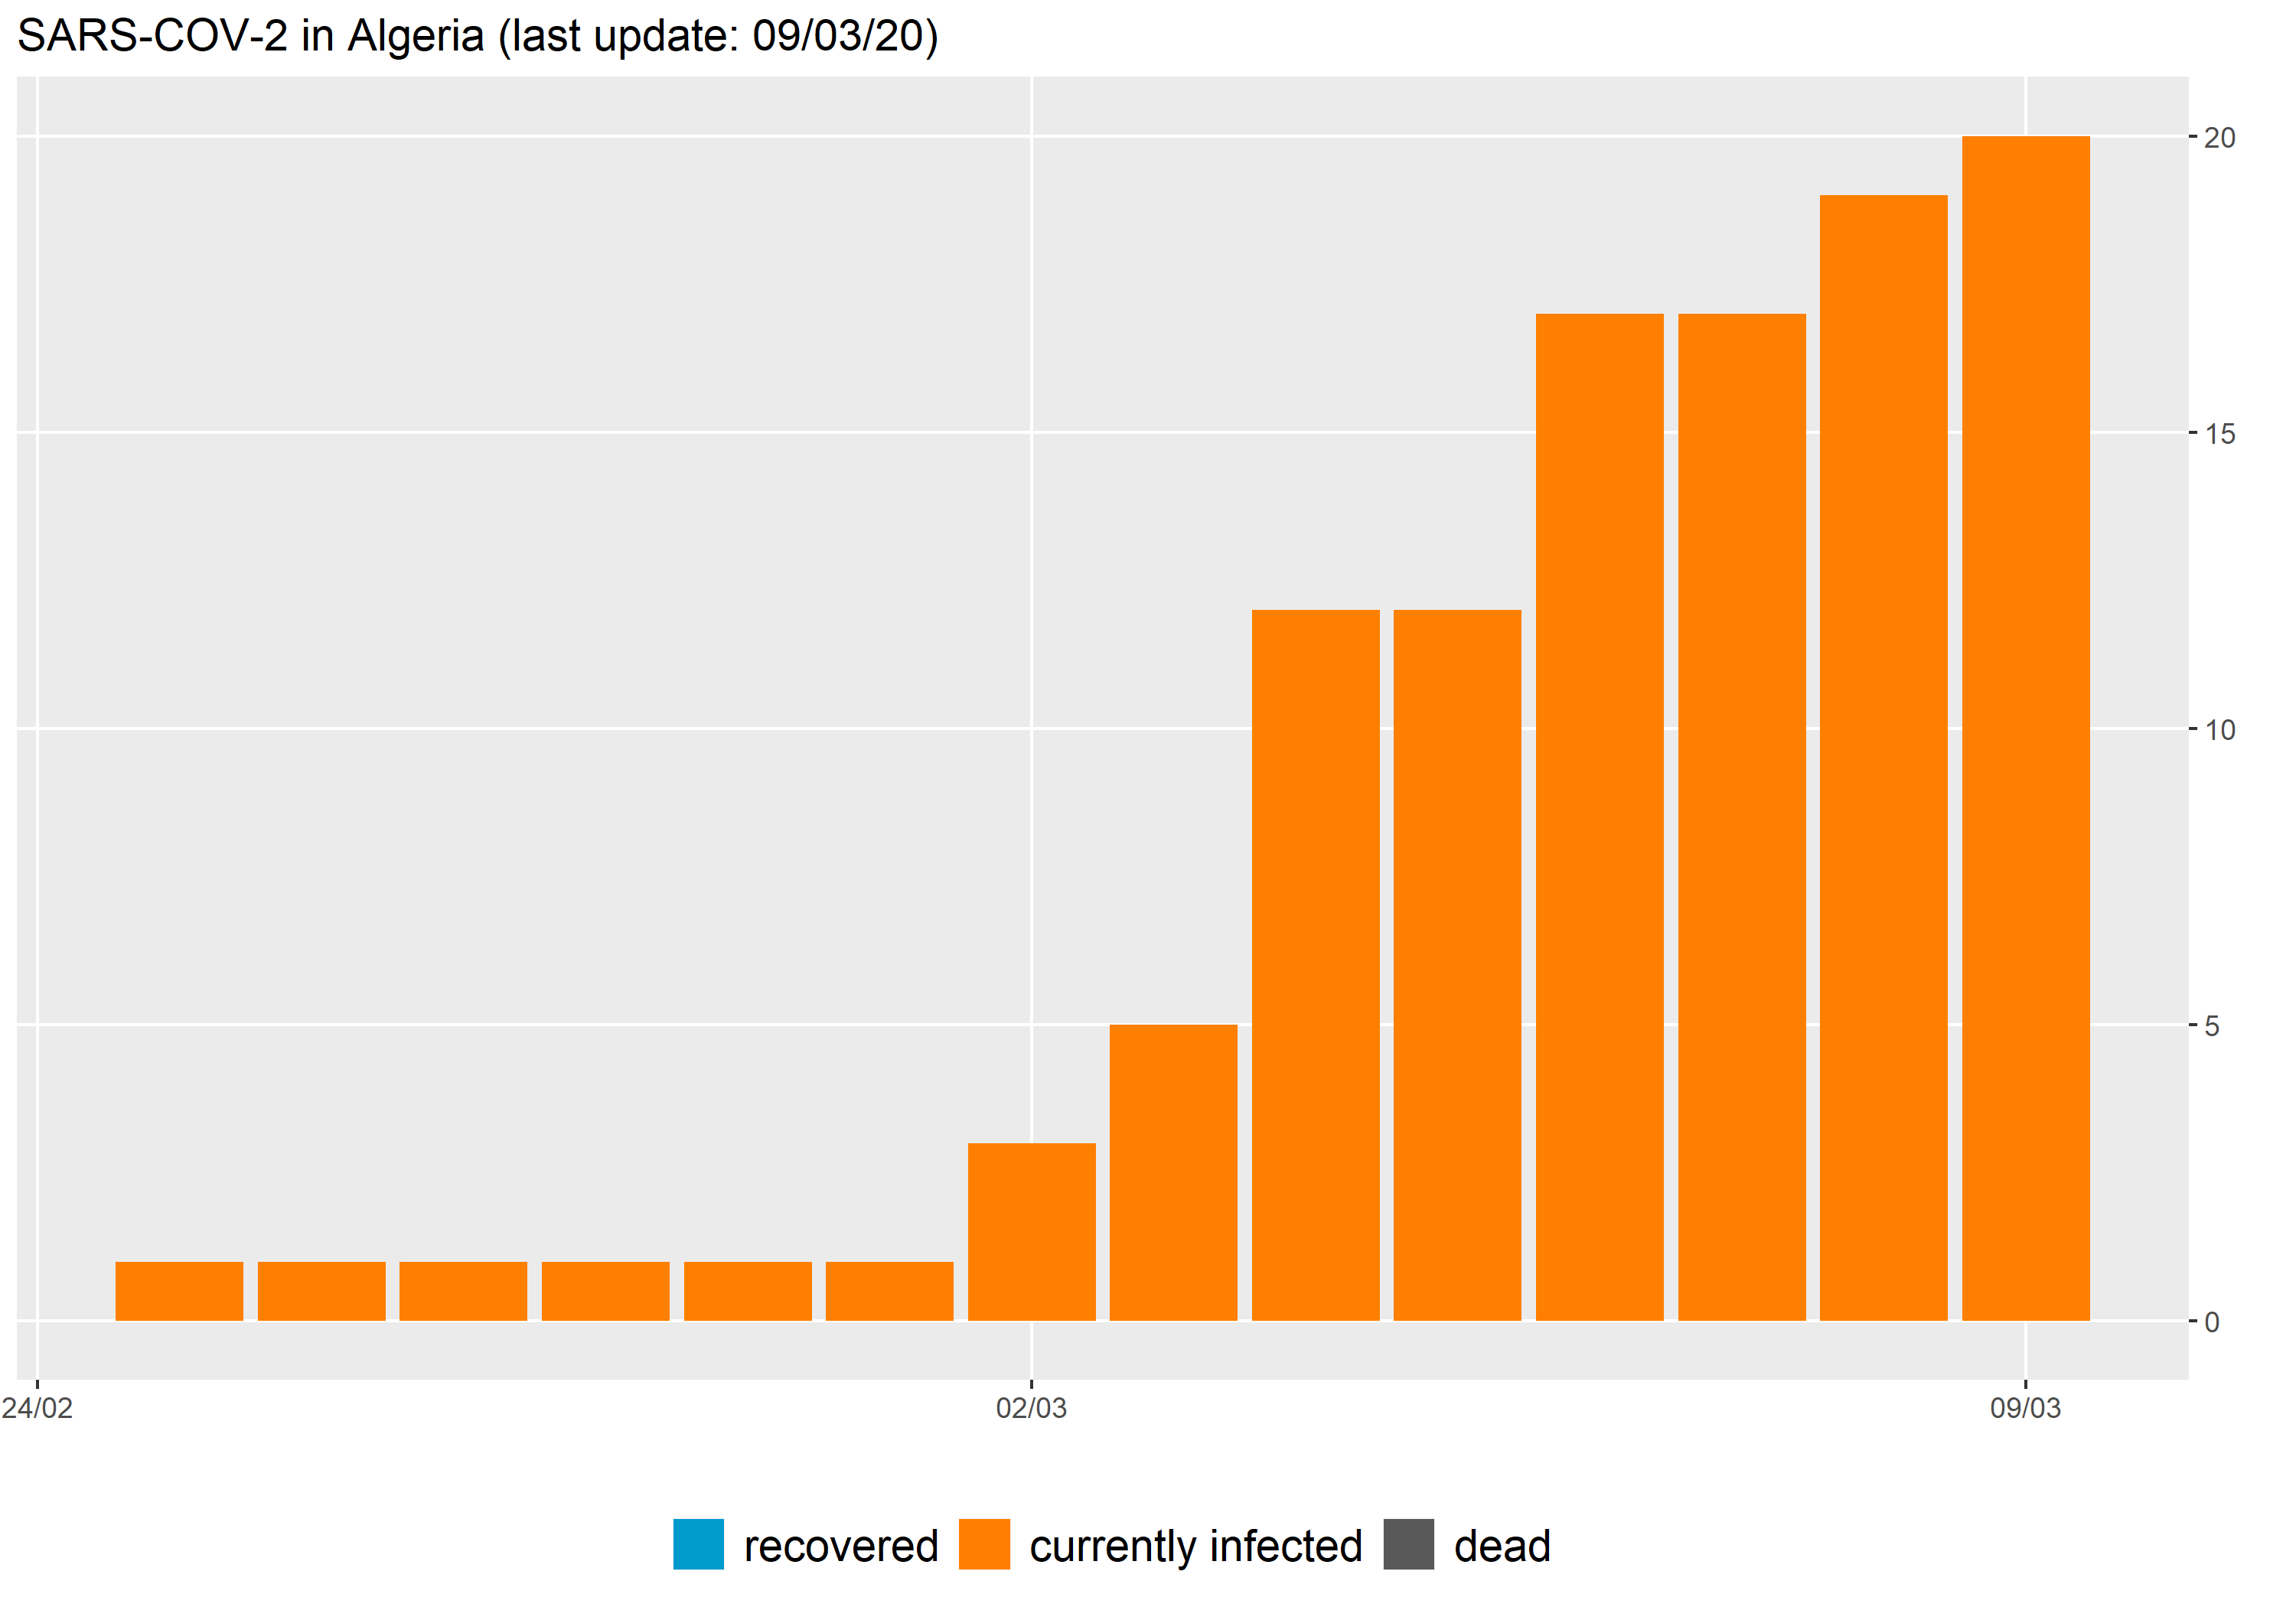 SARS-COV-2 in Algeria (last update: 09/03/20)
20
15
10
5
0
24/02 02/03 09/03
recovered currently infected dead